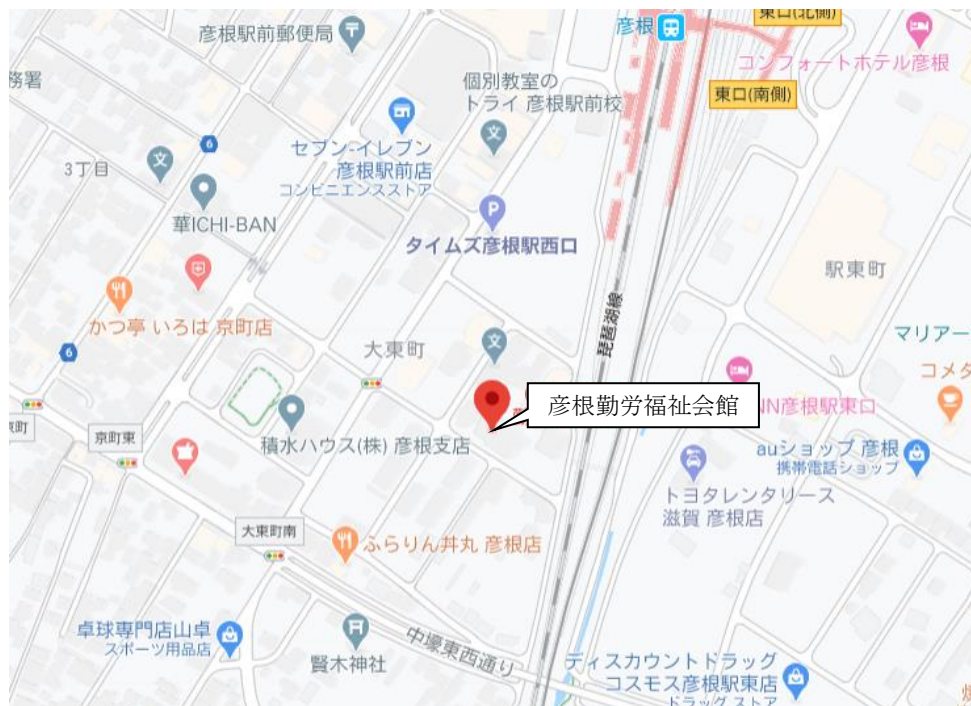 東口(北側)
彦根
彦根駅前郵便局
コンフォートホテル彦根
務署
個別教室の
トライ 彦根駅前校
東口(南側)
6
セブン-イレブン
彦根駅前店
コンビニエンスストア
3丁目
華ICHI-BAN
P
タイムズ彦根駅西口
駅東町
かつ亭 いろは 京町店
琵琶湖線
マリアー
大東町
文
文
文
6
コメダ
彦根勤労福祉会館
NN彦根駅東口
京町東
積水ハウス(株) 彦根支店
auショップ 彦根
携帯電話ショップ
トヨタレンタリース
滋賀 彦根店
大東町南
ふらりん丼丸 彦根店
卓球専門店山卓
スポーツ用品店
賢木神社
中壕東西通り
ディスカウントドラッグ
コスモス彦根駅東店
ドラッグストア